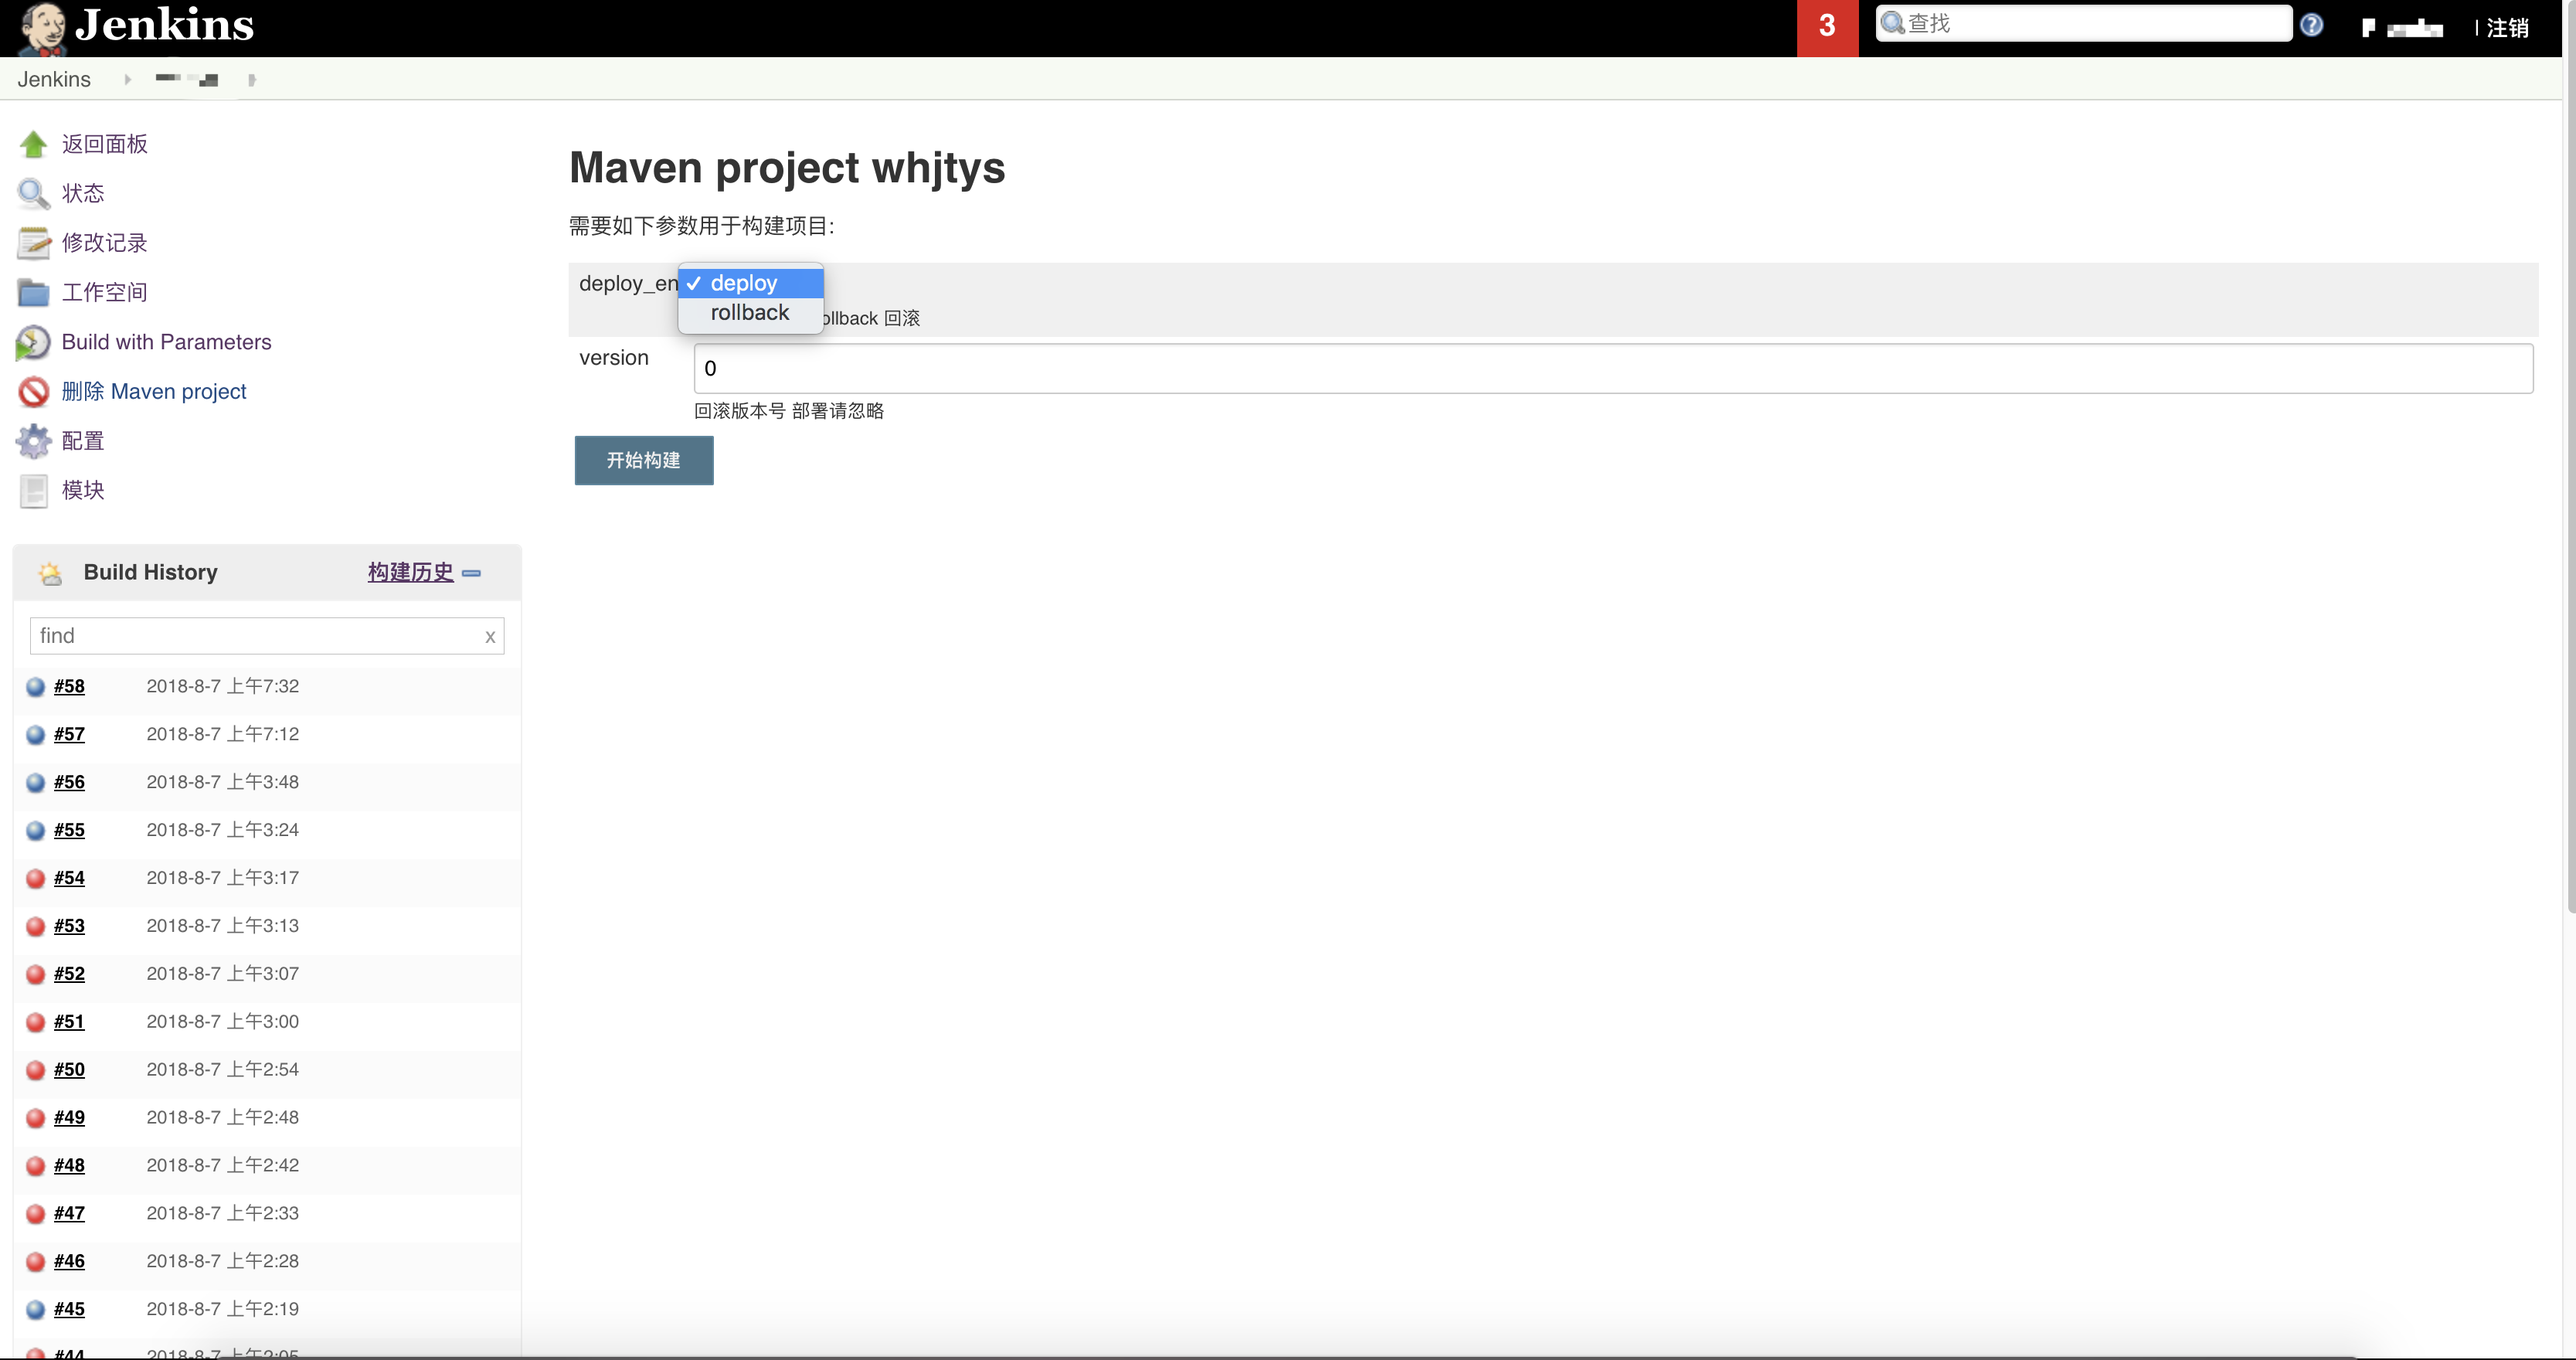 Jenkins
3
查找
| 注销
Jenkins
返回面板
状态
修改记录
工作空间
Build with Parameters
删除 Maven project
配置
模块
Build History 构建历史
find x
#58 2018-8-7 上午7:32
#57 2018-8-7 上午7:12
#56 2018-8-7 上午3:48
#55 2018-8-7 上午3:24
#54 2018-8-7 上午3:17
#53 2018-8-7 上午3:13
#52 2018-8-7 上午3:07
#51 2018-8-7 上午3:00
#50 2018-8-7 上午2:54
#49 2018-8-7 上午2:48
#48 2018-8-7 上午2:42
#47 2018-8-7 上午2:33
#46 2018-8-7 上午2:28
#45 2018-8-7 上午2:19
#44 2018-8-7 上午2:05
Maven project whjtys
需要如下参数用于构建项目:
deploy_en
deploy
rollback
ollback 回滚
version
0
回滚版本号 部署请忽略
开始构建